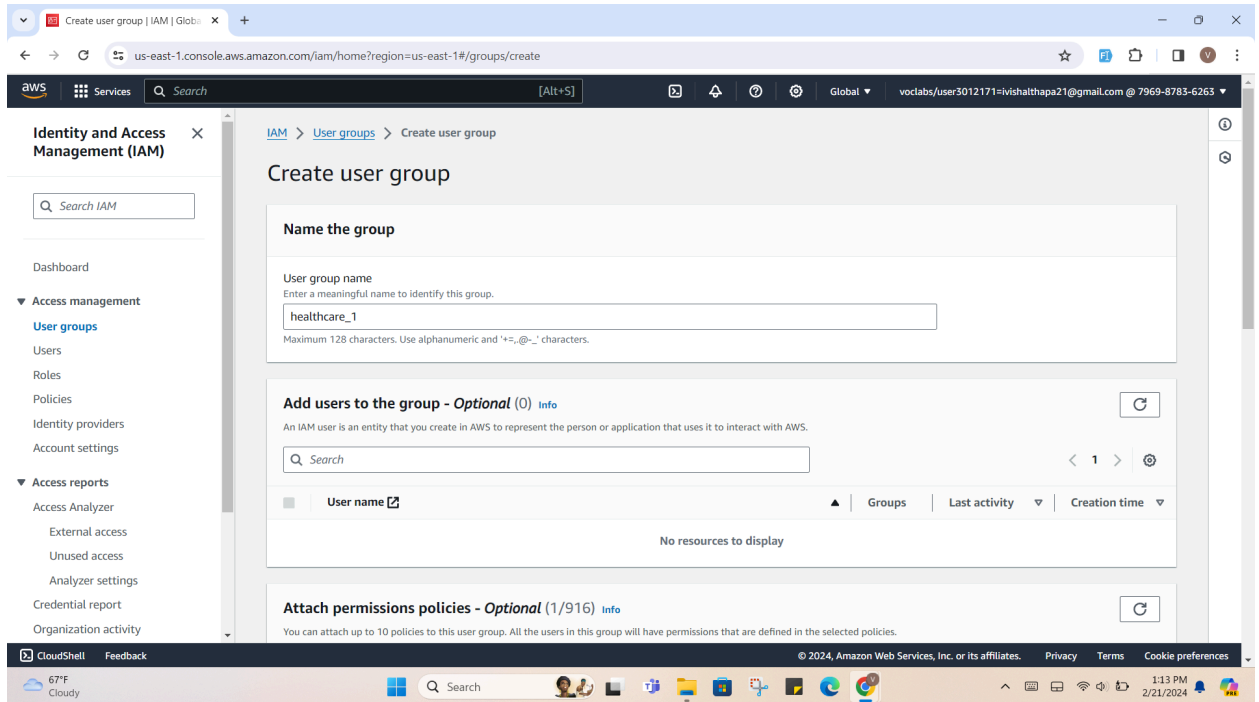 Create user group | IAM | Globa
us-east-1.console.aws.amazon.com/iam/home?region=us-east-1#/groups/create
V
aws
Services
Search
[Alt+S]
Global
voclabs/user3012171=ivishalthapa21@gmail.com @ 7969-8783-6263
Identity and Access
Management (IAM)
Search IAM
Dashboard
Access management
User groups
Users
Roles
Policies
Identity providers
Account settings
Access reports
Access Analyzer
External access
Unused access
Analyzer settings
Credential report
Organization activity
IAM > User groups > Create user group
Create user group
Name the group
User group name
Enter a meaningful name to identify this group.
healthcare_1
Maximum 128 characters. Use alphanumeric and '+=,.@-_' characters.
Add users to the group - Optional (0) Info
An IAM user is an entity that you create in AWS to represent the person or application that uses it to interact with AWS.
Search
1
User name
Groups
Last activity
Creation time
No resources to display
Attach permissions policies - Optional (1/916) Info
You can attach up to 10 policies to this user group. All the users in this group will have permissions that are defined in the selected policies.
CloudShell Feedback
© 2024, Amazon Web Services, Inc. or its affiliates. Privacy Terms Cookie preferences
67°F
Cloudy
Search
1:13 PM
2/21/2024
PRE